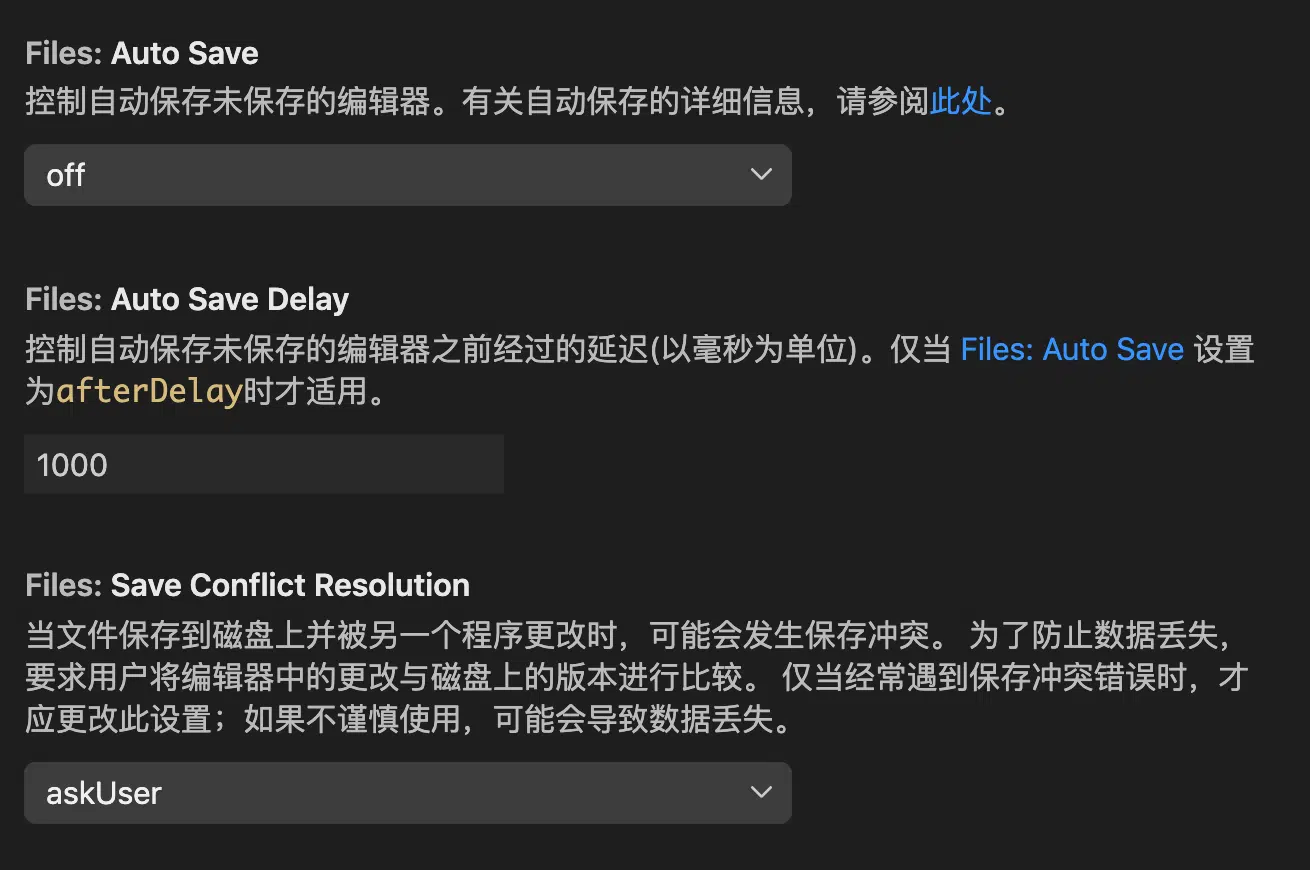 Files: Auto Save
控制自动保存未保存的编辑器。有关自动保存的详细信息，请参阅此处。
off
Files: Auto Save Delay
控制自动保存未保存的编辑器之前经过的延迟(以毫秒为单位)。仅当 Files: Auto Save 设置
为afterDelay时才适用。
1000
Files: Save Conflict Resolution
当文件保存到磁盘上并被另一个程序更改时，可能会发生保存冲突。 为了防止数据丢失，
要求用户将编辑器中的更改与磁盘上的版本进行比较。 仅当经常遇到保存冲突错误时，才
应更改此设置；如果不谨慎使用，可能会导致数据丢失。
askUser